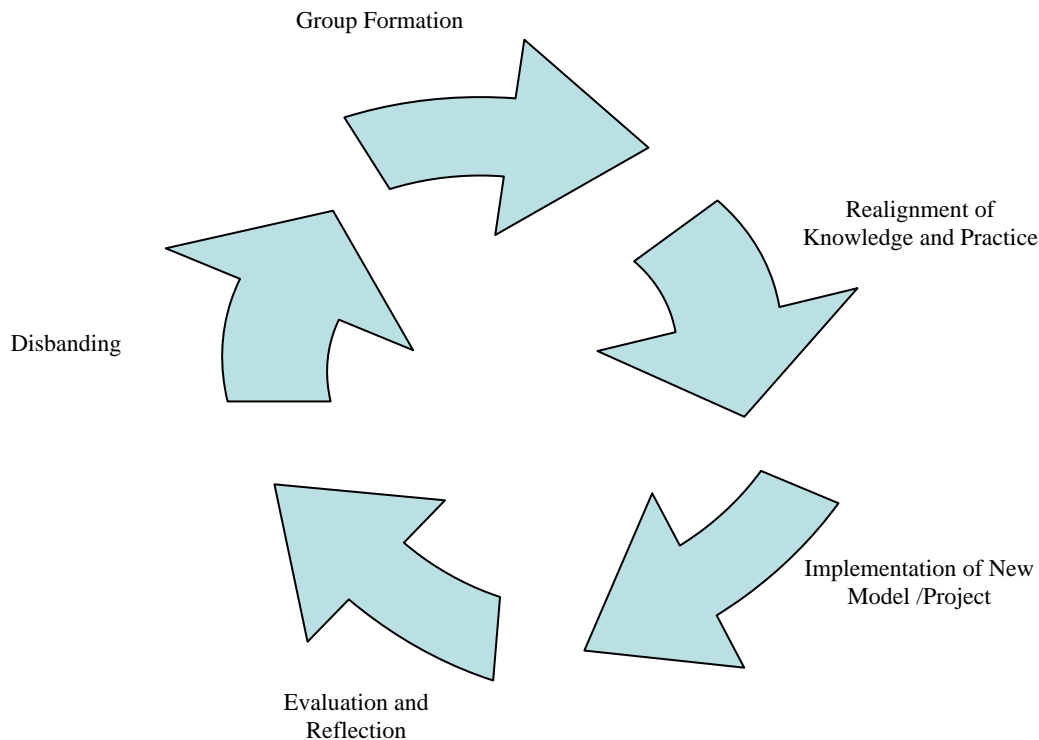 Group Formation
Realignment of
Knowledge and Practice
Disbanding
Implementation of New
Model /Project
Evaluation and
Reflection